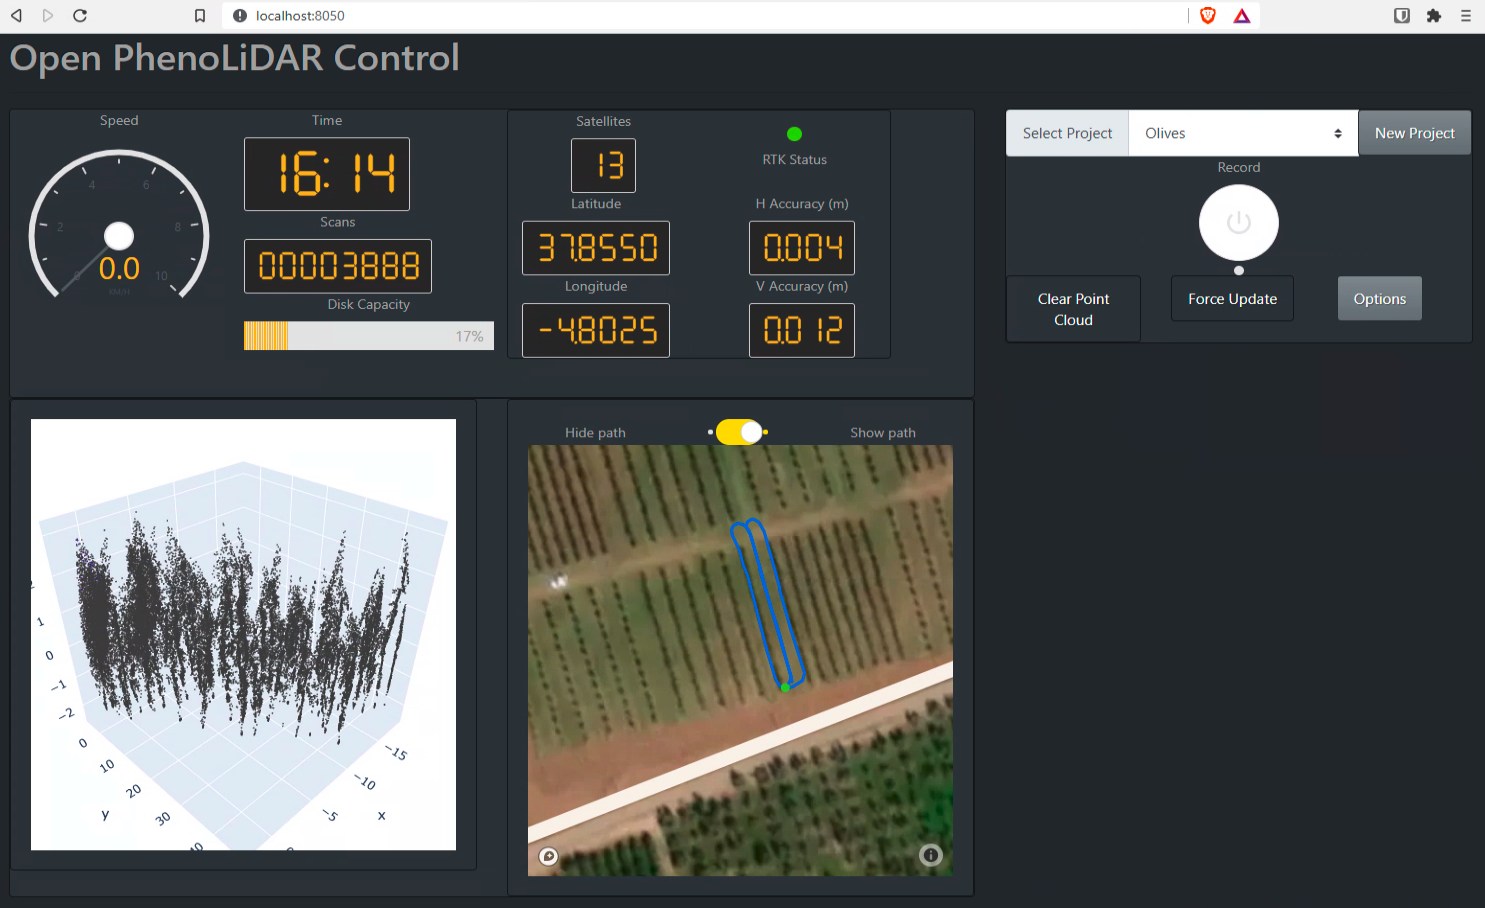 localhost:8050
Open PhenoLiDAR Control
Speed
0
2
4
6
8
10
0.0
KM/H
Time
16:14
Scans
00003888
Disk Capacity
17%
Satellites
13
RTK Status
Latitude
37.8550
H Accuracy (m)
0.004
Longitude
-4.8025
V Accuracy (m)
0.012
Select Project
Olives
New Project
Record
Clear Point
Cloud
Force Update
Options
1
0
−1
−2
0
10
20
30
y
−15
−10
−5
x
Hide path
Show path